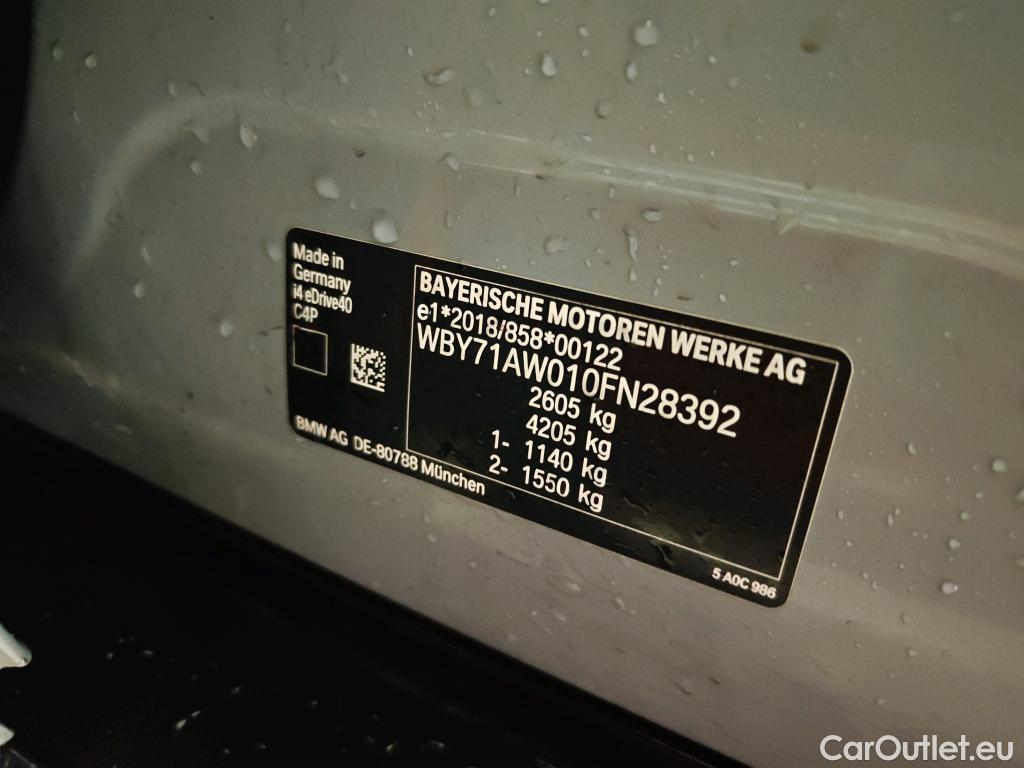 Made in
Germany
i4 eDrive40
C4P
BMW AG DE-80788 München
BAYERISCHE MOTOREN WERKE AG
e1*2018/858*00122
WBY71AW010FN28392
2605 kg
4205 kg
1- 1140 kg
2- 1550 kg
5 A0C 986
CarOutlet.eu